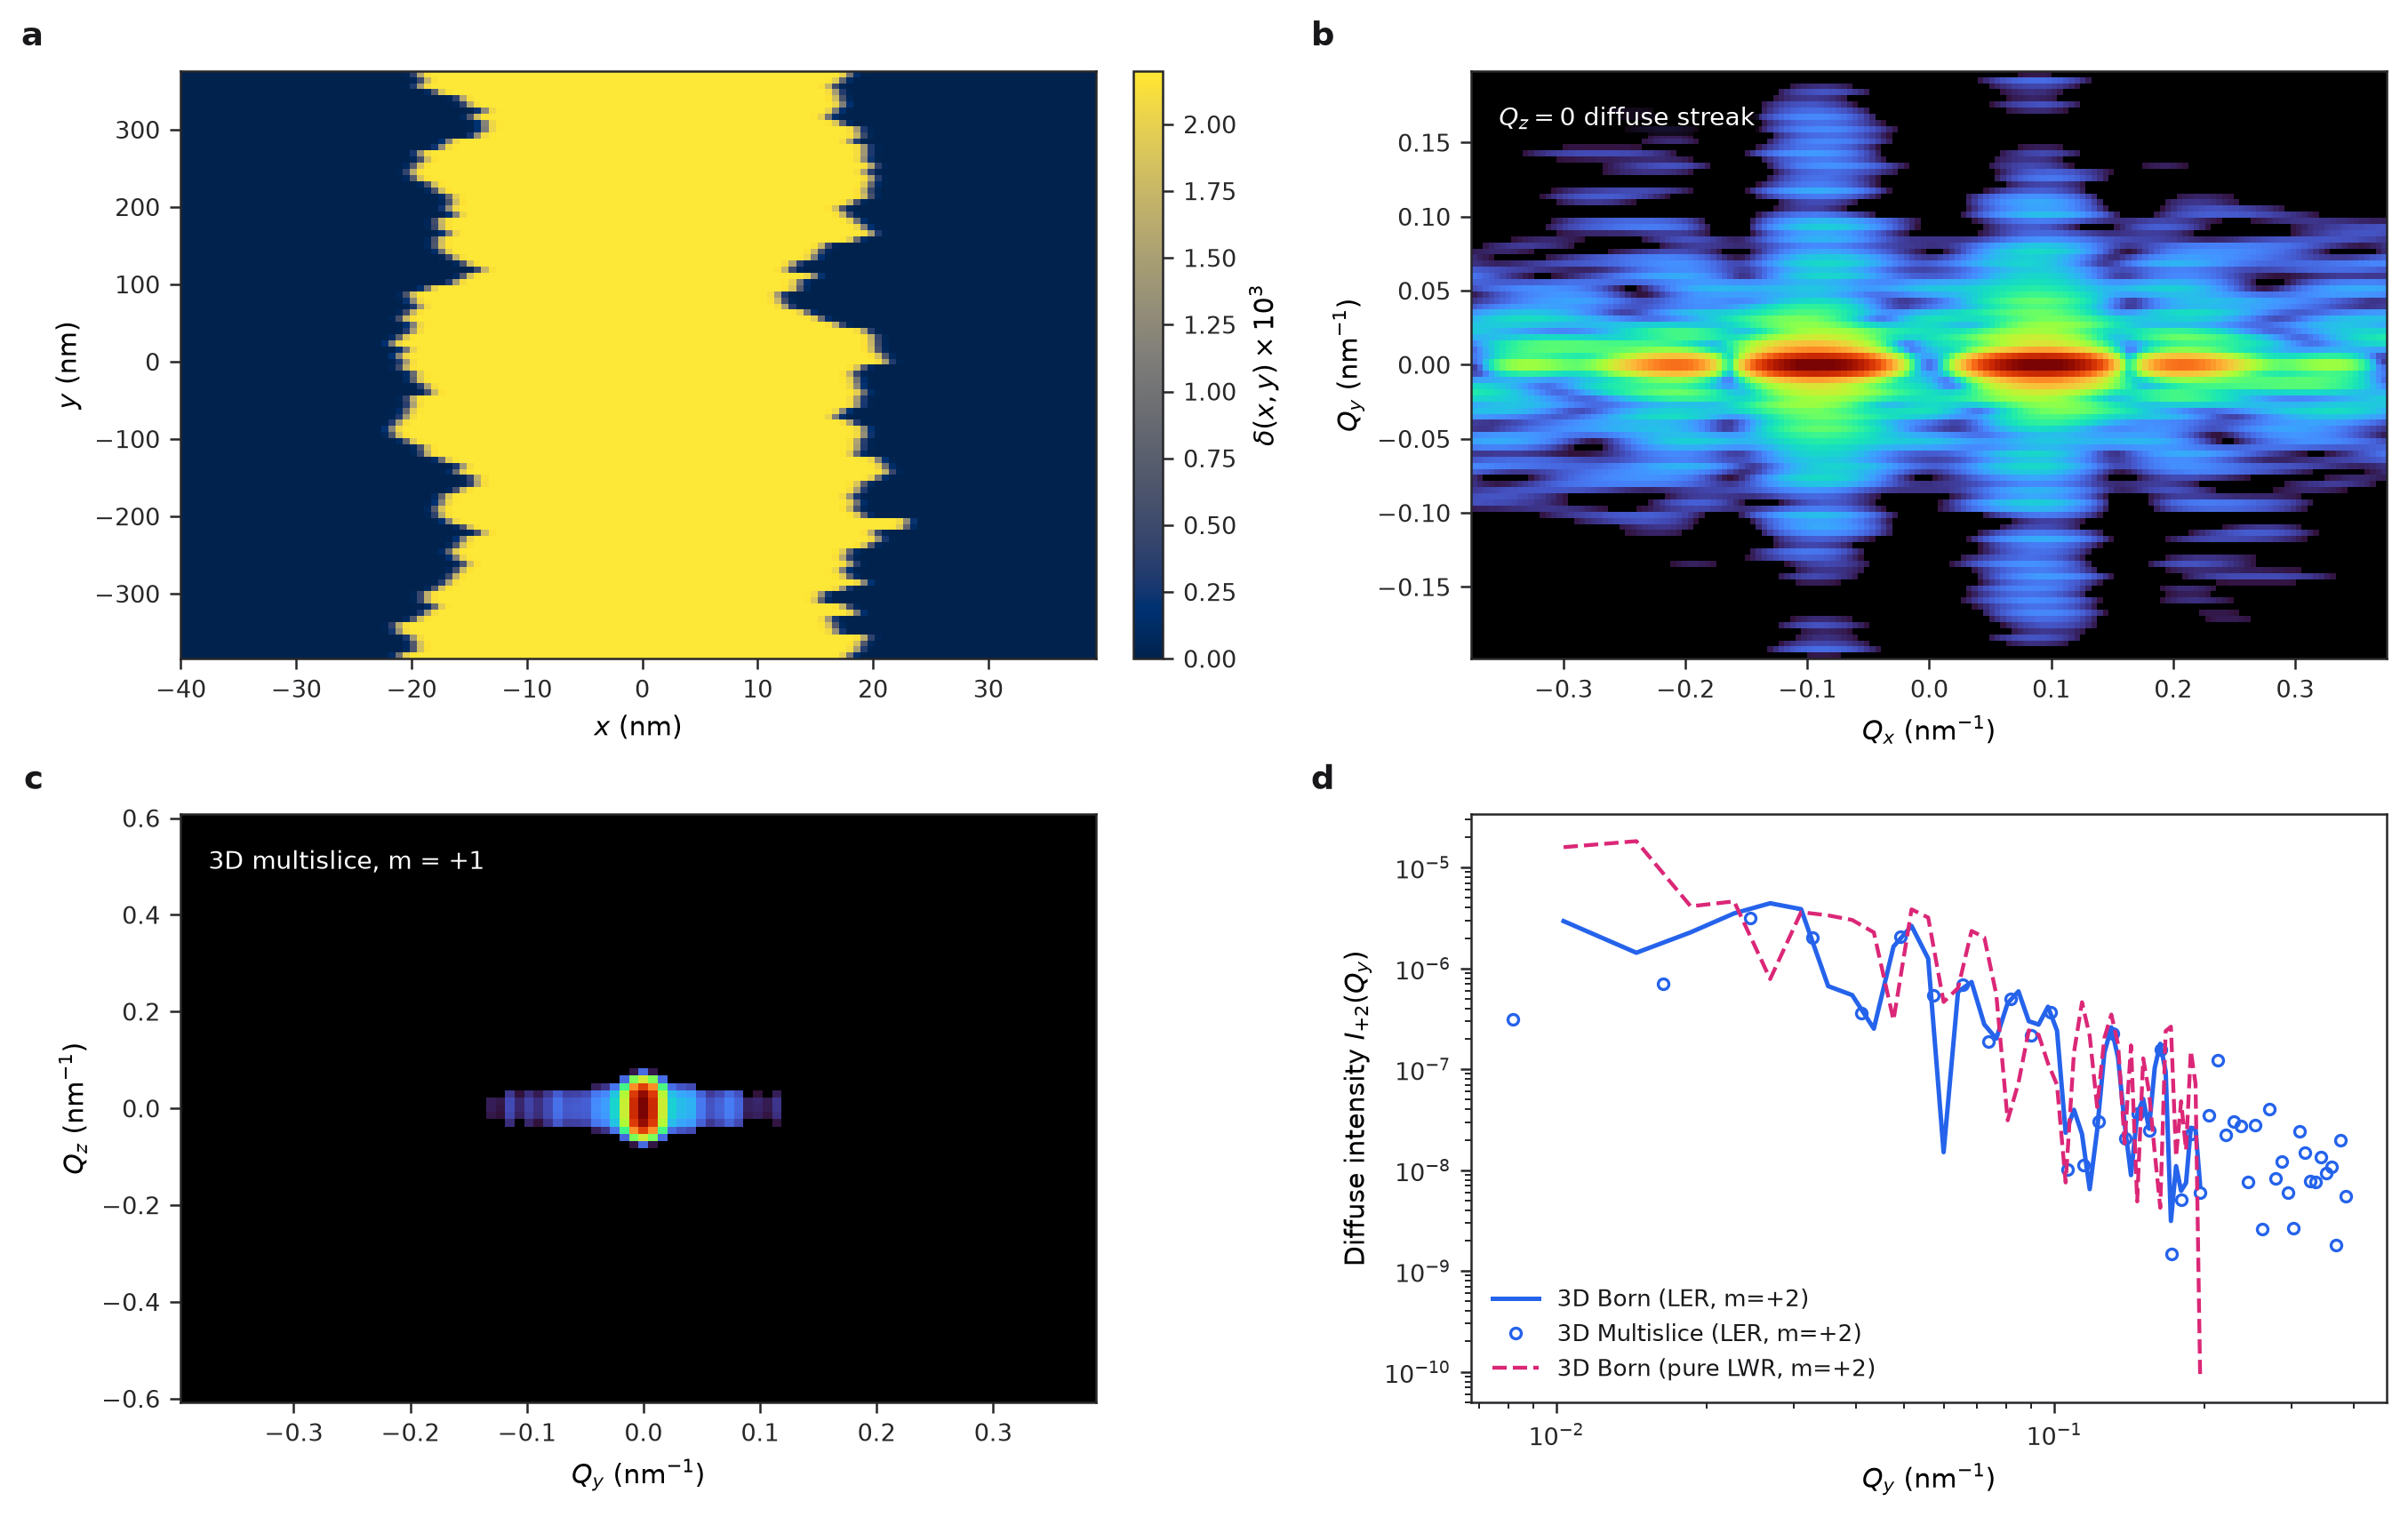 a
300
200
100
0
−100
−200
−300
y (nm)
−40 −30 −20 −10 0 10 20 30
x (nm)
2.00
1.75
1.50
1.25
1.00
0.75
0.50
0.25
0.00
δ(x, y) × 10³
b
Q_z = 0 diffuse streak
0.15
0.10
0.05
0.00
−0.05
−0.10
−0.15
Q_y (nm⁻¹)
−0.3 −0.2 −0.1 0.0 0.1 0.2 0.3
Q_x (nm⁻¹)
c
3D multislice, m = +1
0.6
0.4
0.2
0.0
−0.2
−0.4
−0.6
Q_z (nm⁻¹)
−0.3 −0.2 −0.1 0.0 0.1 0.2 0.3
Q_y (nm⁻¹)
d
10⁻⁵
10⁻⁶
10⁻⁷
10⁻⁸
10⁻⁹
10⁻¹⁰
Diffuse intensity I₊₂(Q_y)
3D Born (LER, m=+2)
3D Multislice (LER, m=+2)
3D Born (pure LWR, m=+2)
10⁻² 10⁻¹
Q_y (nm⁻¹)